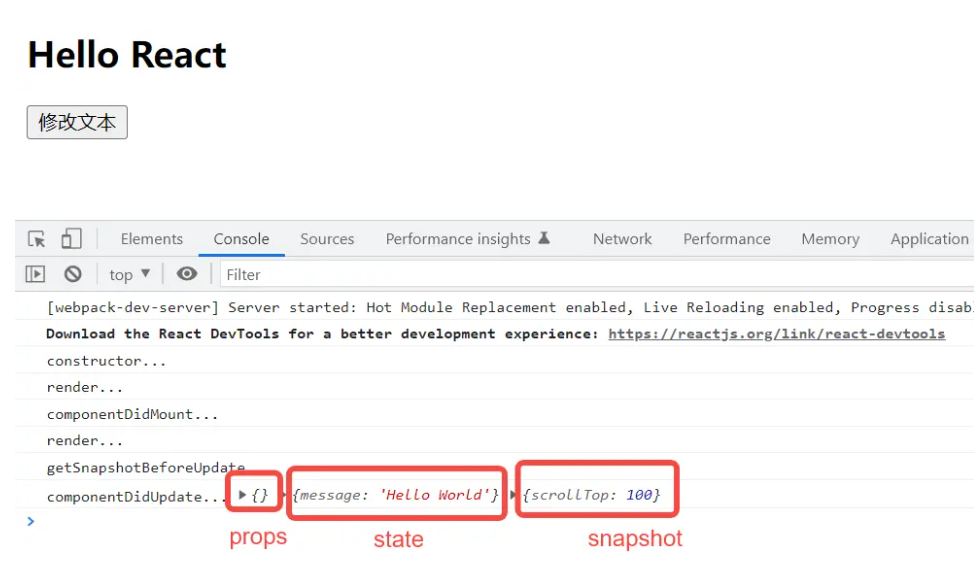 Hello React
修改文本
Elements Console Sources Performance insights Network Performance Memory Application
top ▼ Filter
[webpack-dev-server] Server started: Hot Module Replacement enabled, Live Reloading enabled, Progress disab
Download the React DevTools for a better development experience: https://reactjs.org/link/react-devtools
constructor...
render...
componentDidMount...
render...
getSnapshotBeforeUpdate
componentDidUpdate... ▶ {} ▶ {message: 'Hello World'} ▶ {scrollTop: 100}
props state snapshot